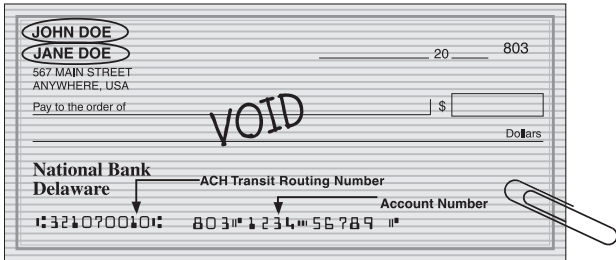 JOHN DOE
JANE DOE
567 MAIN STREET
ANYWHERE, USA
20 803
Pay to the order of $
VOID
Dollars
National Bank
Delaware
ACH Transit Routing Number
Account Number
⑆321070010⑆ 803⑈1234⑉56789 ⑈